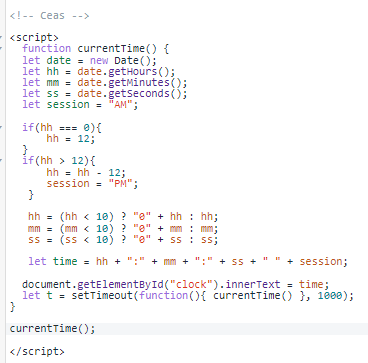 <!-- Ceas -->
<script>
function currentTime() {
let date = new Date();
let hh = date.getHours();
let mm = date.getMinutes();
let ss = date.getSeconds();
let session = "AM";
if(hh === 0){
hh = 12;
}
if(hh > 12){
hh = hh - 12;
session = "PM";
}
hh = (hh < 10) ? "0" + hh : hh;
mm = (mm < 10) ? "0" + mm : mm;
ss = (ss < 10) ? "0" + ss : ss;
let time = hh + ":" + mm + ":" + ss + " " + session;
document.getElementById("clock").innerText = time;
let t = setTimeout(function(){ currentTime() }, 1000);
}
currentTime();
</script>